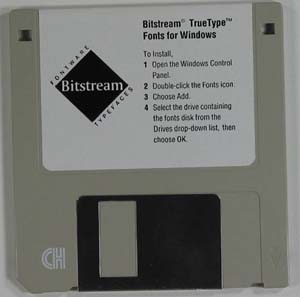 Bitstream® TrueType™
Fonts for Windows
To Install,
1 Open the Windows Control
Panel.
2 Double-click the Fonts icon.
3 Choose Add.
4 Select the drive containing
the fonts disk from the
Drives drop-down list, then
choose OK.
FONTWARE
Bitstream
TYPEFACES